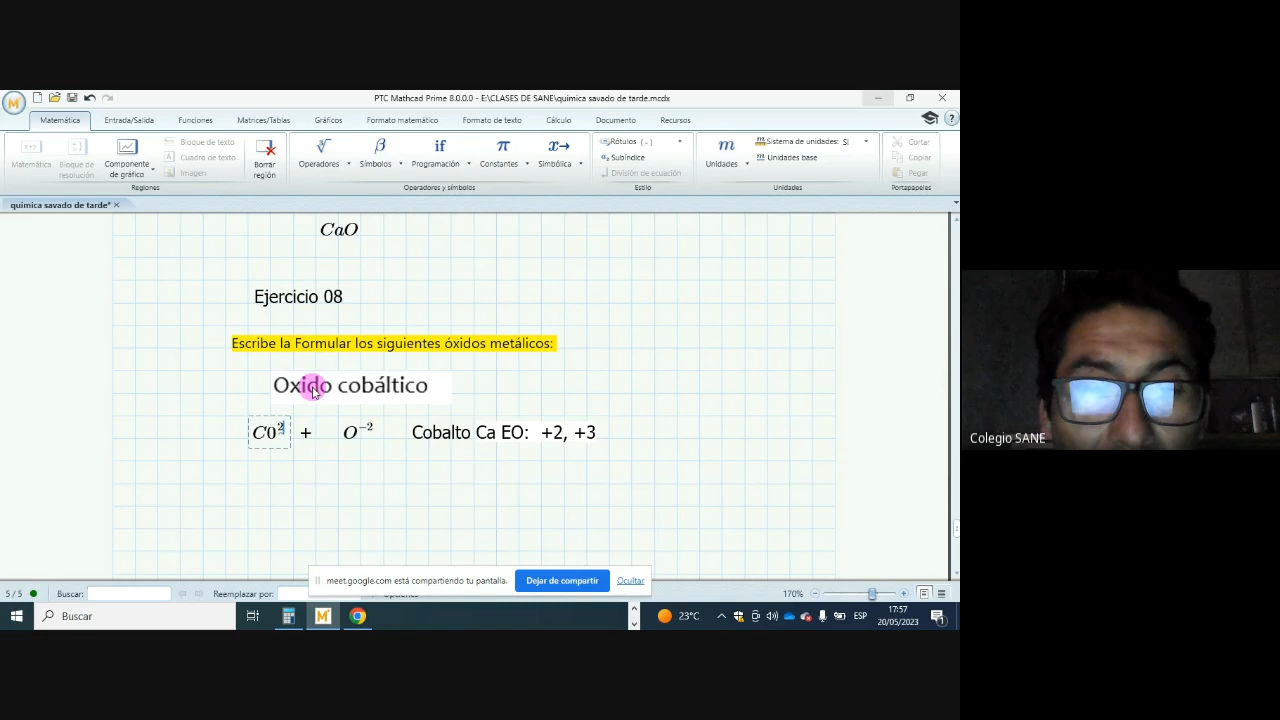 PTC Mathcad Prime 8.0.0.0 - E:\CLASES DE SANE\quimica savado de tarde.mcdx
Matemática Entrada/Salida Funciones Matrices/Tablas Gráficos Formato matemático Formato de texto Cálculo Documento Recursos
Matemática
Bloque de resolución
Componente de gráfico
Bloque de texto
Cuadro de texto
Imagen
Borrar región
Operadores
Símbolos
Programación
Constantes
Simbólica
Rótulos ( - )
Subíndice
División de ecuación
Unidades
Sistema de unidades: SI
Unidades base
Cortar
Copiar
Pegar
Regiones Operadores y símbolos Estilo Unidades Portapapeles
quimica savado de tarde*
CaO
Ejercicio 08
Escribe la Formular los siguientes óxidos metálicos:
Oxido cobáltico
C0² + O⁻² Cobalto Ca EO: +2, +3
Colegio SANE
meet.google.com está compartiendo tu pantalla. Dejar de compartir Ocultar
5/5 Buscar: Reemplazar por: 170%
Buscar 23°C ESP 17:57
20/05/2023